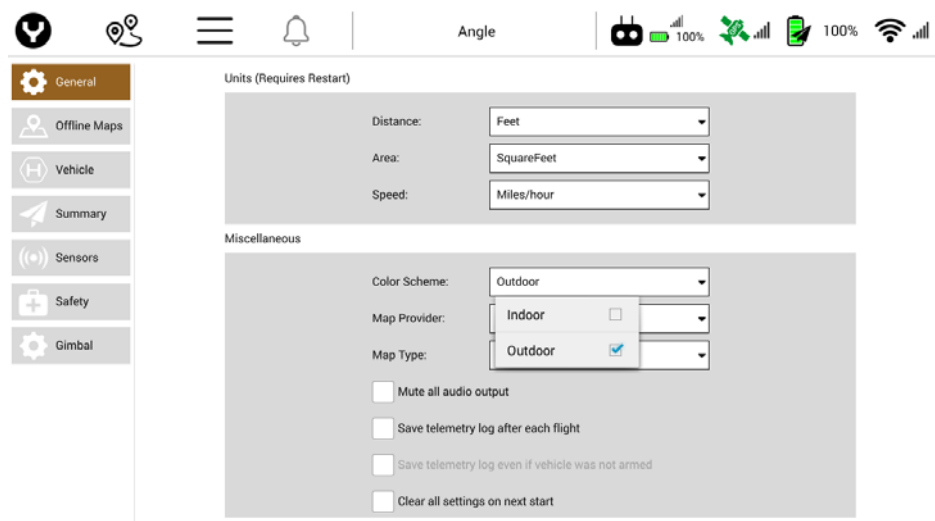 Angle
100%
100%
General
Offline Maps
Vehicle
Summary
Sensors
Safety
Gimbal
Units (Requires Restart)
Distance: Feet
Area: SquareFeet
Speed: Miles/hour
Miscellaneous
Color Scheme: Outdoor
Indoor
Map Provider:
Outdoor
Map Type:
Mute all audio output
Save telemetry log after each flight
Save telemetry log even if vehicle was not armed
Clear all settings on next start